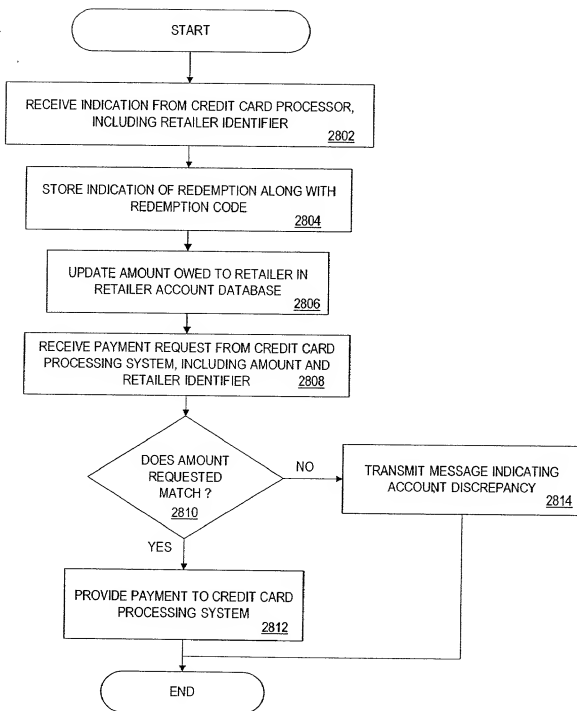 START
RECEIVE INDICATION FROM CREDIT CARD PROCESSOR,
INCLUDING RETAILER IDENTIFIER
2802
STORE INDICATION OF REDEMPTION ALONG WITH
REDEMPTION CODE
2804
UPDATE AMOUNT OWED TO RETAILER IN
RETAILER ACCOUNT DATABASE
2806
RECEIVE PAYMENT REQUEST FROM CREDIT CARD
PROCESSING SYSTEM, INCLUDING AMOUNT AND
RETAILER IDENTIFIER 2808
DOES AMOUNT
REQUESTED
MATCH ?
2810
NO
TRANSMIT MESSAGE INDICATING
ACCOUNT DISCREPANCY
2814
YES
PROVIDE PAYMENT TO CREDIT CARD
PROCESSING SYSTEM
2812
END